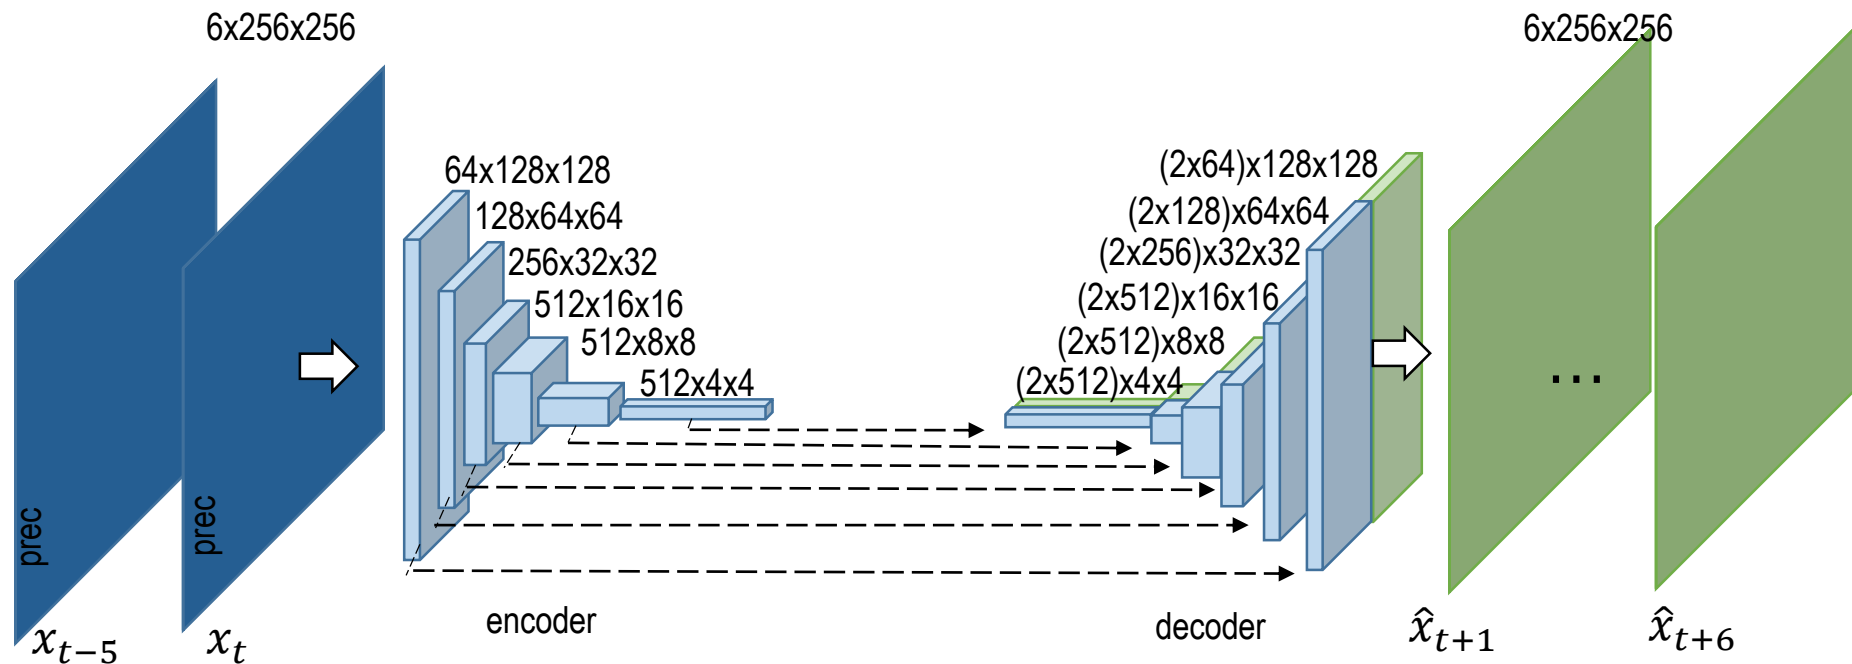 6x256x256
6x256x256
64x128x128
128x64x64
256x32x32
512x16x16
512x8x8
512x4x4
(2x64)x128x128
(2x128)x64x64
(2x256)x32x32
(2x512)x16x16
(2x512)x8x8
(2x512)x4x4
...
prec
prec
x_{t−5}
x_t
encoder
decoder
x̂_{t+1}
x̂_{t+6}